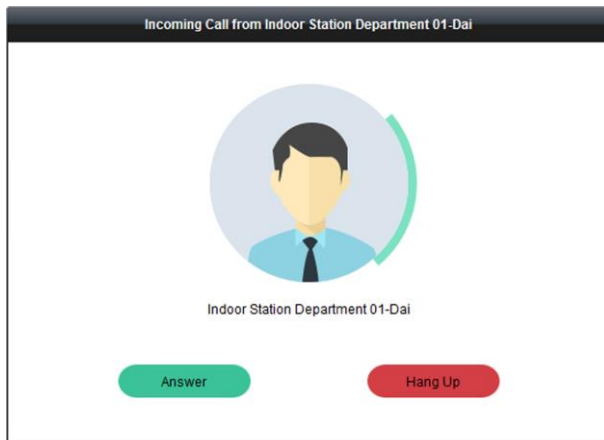 Incoming Call from Indoor Station Department 01-Dai
Indoor Station Department 01-Dai
Answer
Hang Up